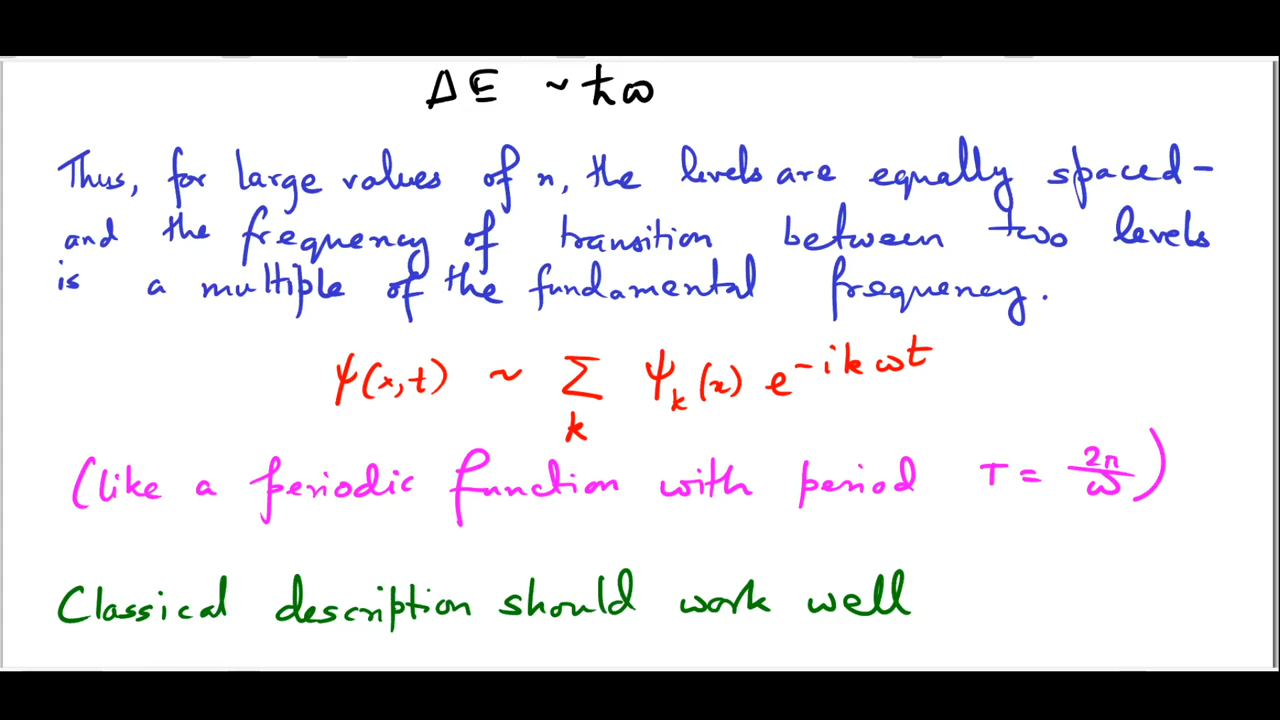 ΔE ~ ħω
Thus, for large values of n, the levels are equally spaced-
and the frequency of transition between two levels
is a multiple of the fundamental frequency.
ψ(x,t) ~ ∑_k ψ_k(x) e^{-ikωt}
(like a periodic function with period T = 2π/ω)
Classical description should work well